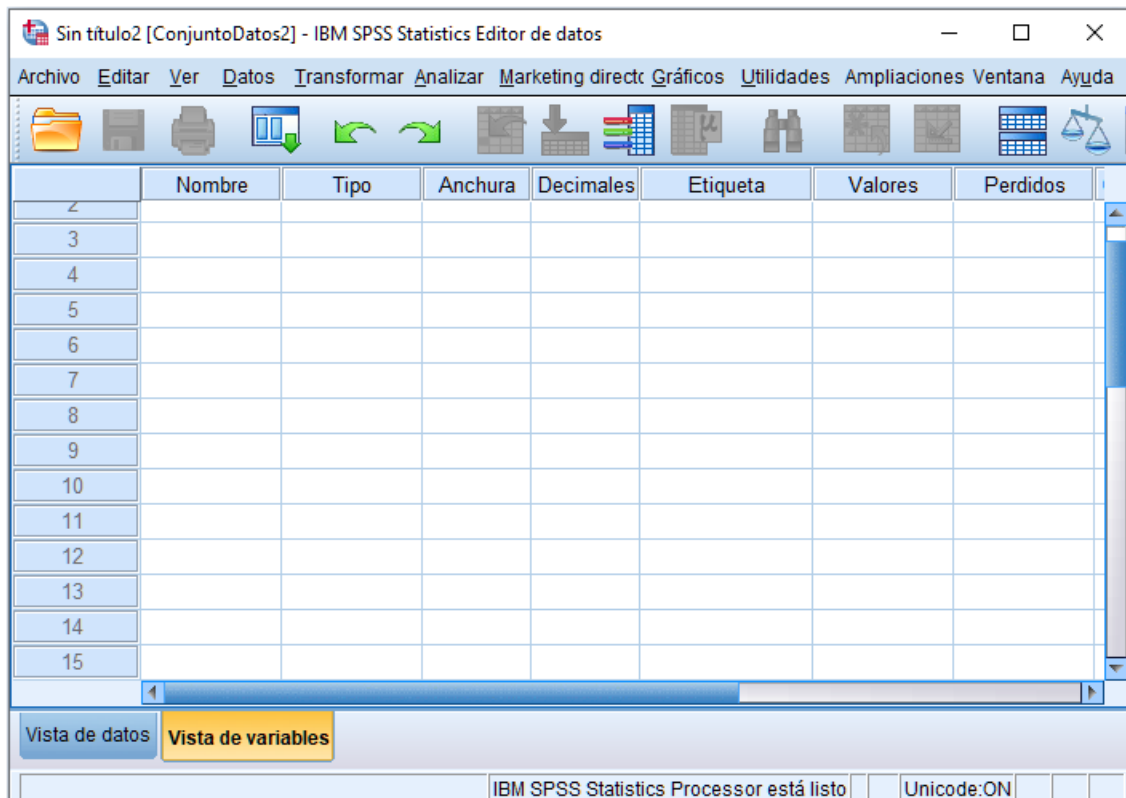 Sin título2 [ConjuntoDatos2] - IBM SPSS Statistics Editor de datos
Archivo Editar Ver Datos Transformar Analizar Marketing directo Gráficos Utilidades Ampliaciones Ventana Ayuda
Nombre Tipo Anchura Decimales Etiqueta Valores Perdidos
2
3
4
5
6
7
8
9
10
11
12
13
14
15
Vista de datos Vista de variables
IBM SPSS Statistics Processor está listo Unicode:ON